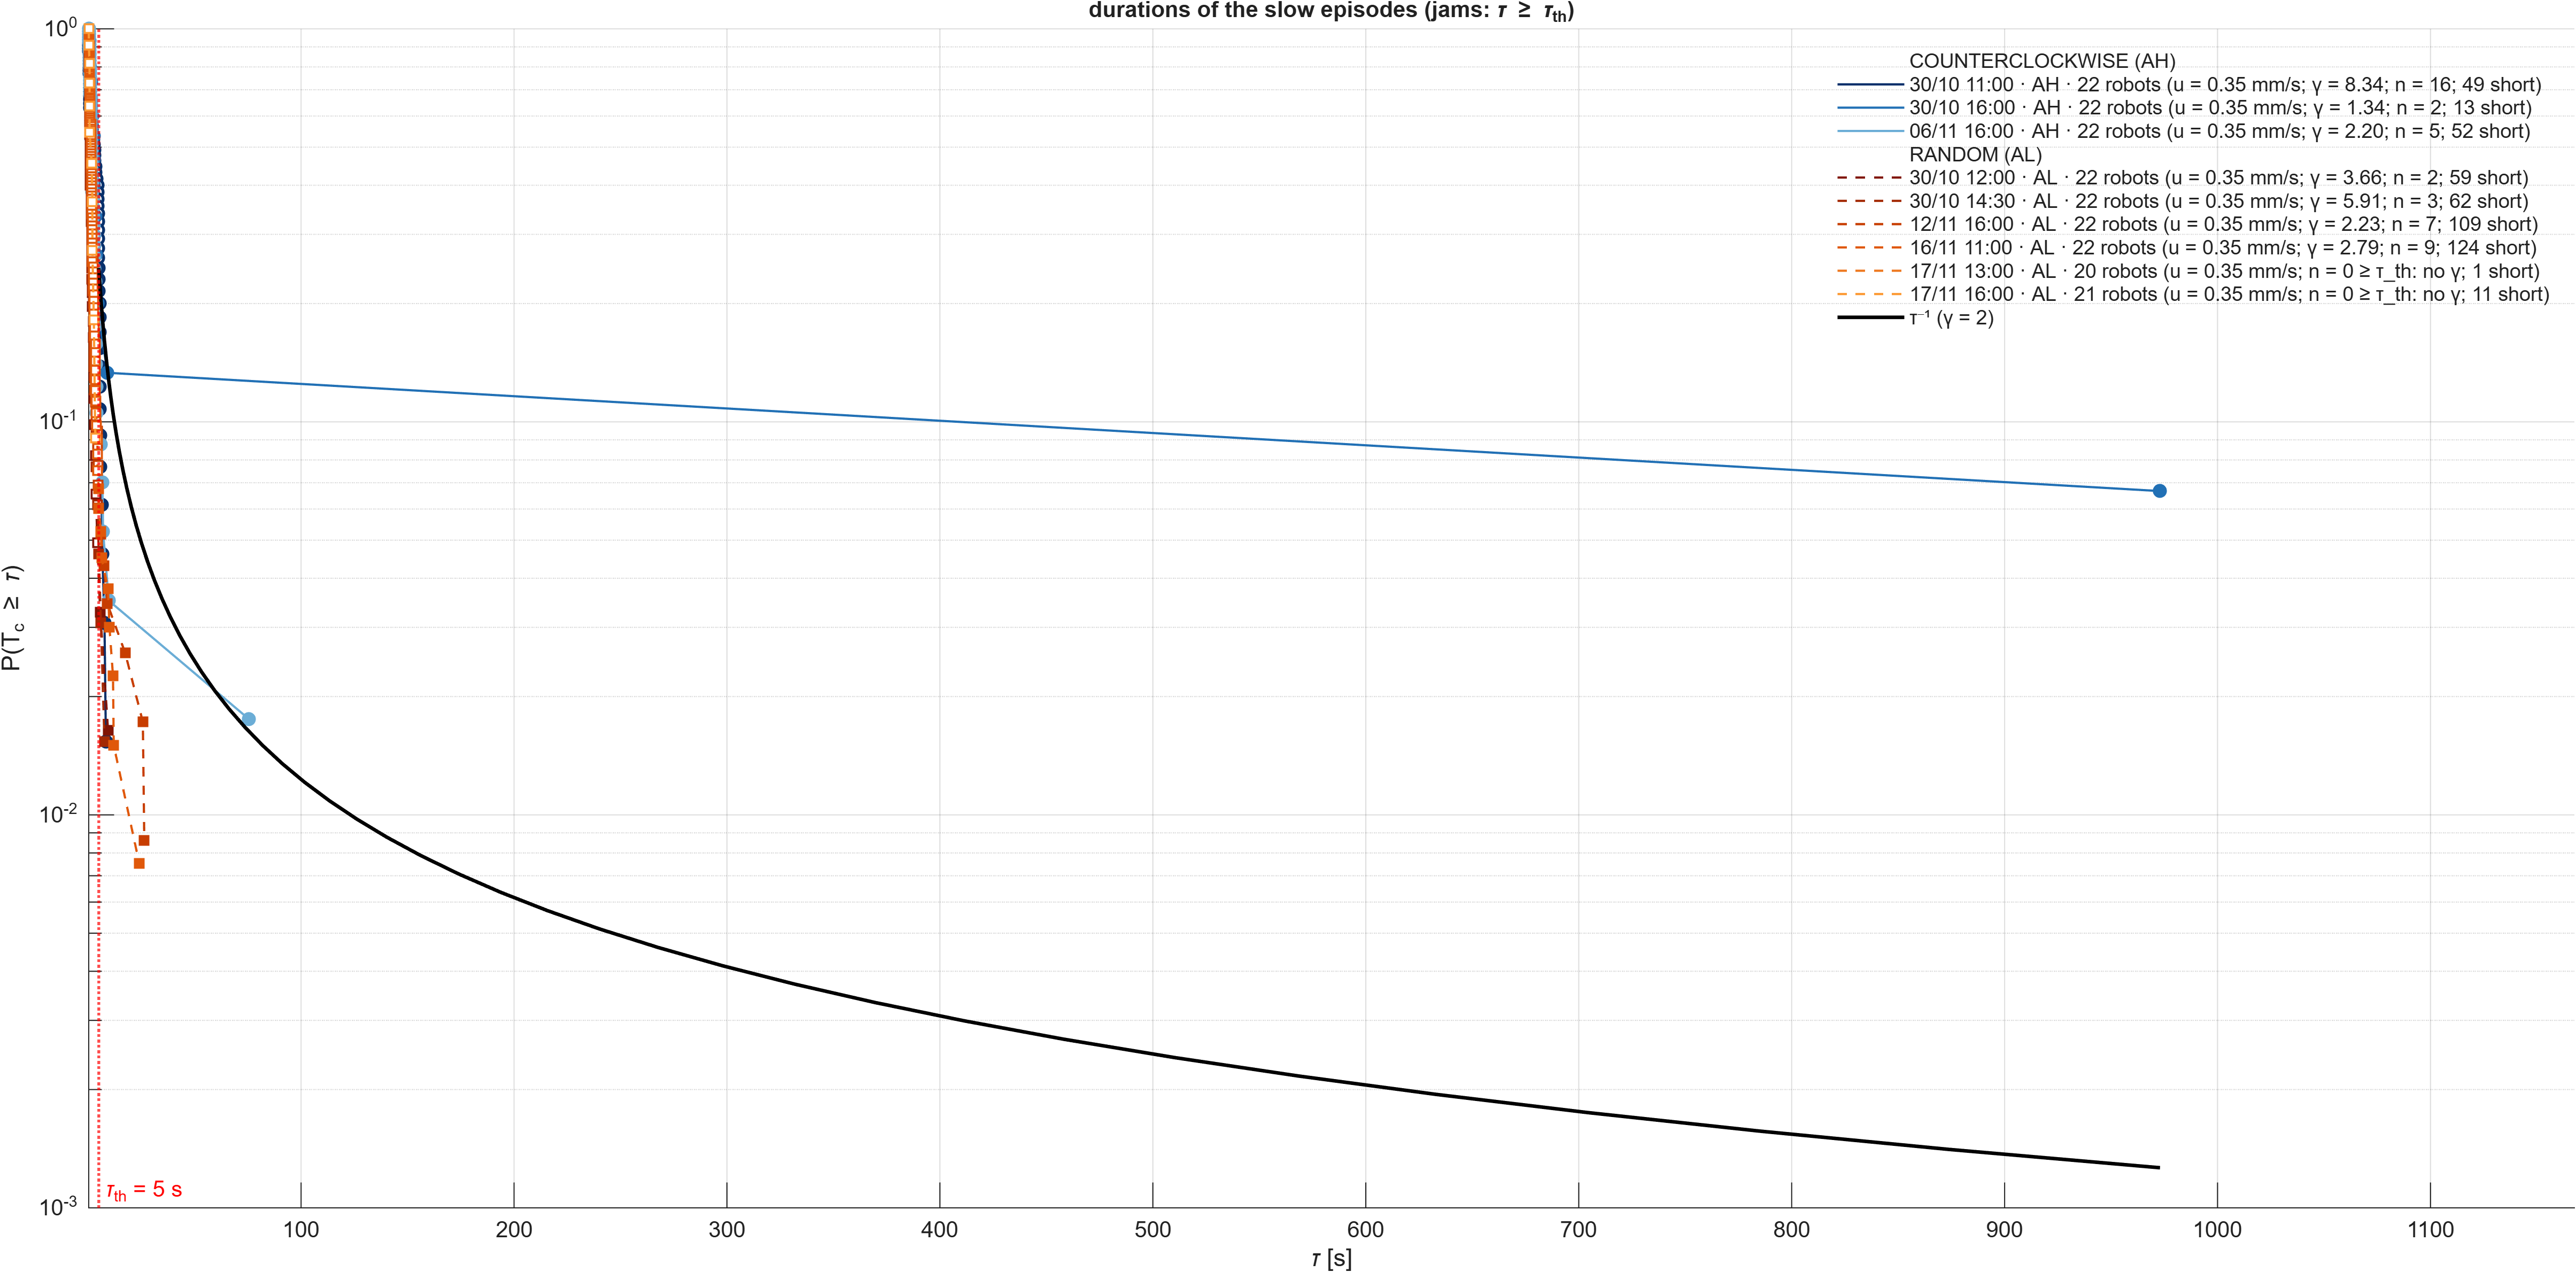 durations of the slow episodes (jams: τ ≥ τth)
COUNTERCLOCKWISE (AH)
30/10 11:00 · AH · 22 robots (u = 0.35 mm/s; γ = 8.34; n = 16; 49 short)
30/10 16:00 · AH · 22 robots (u = 0.35 mm/s; γ = 1.34; n = 2; 13 short)
06/11 16:00 · AH · 22 robots (u = 0.35 mm/s; γ = 2.20; n = 5; 52 short)
RANDOM (AL)
30/10 12:00 · AL · 22 robots (u = 0.35 mm/s; γ = 3.66; n = 2; 59 short)
30/10 14:30 · AL · 22 robots (u = 0.35 mm/s; γ = 5.91; n = 3; 62 short)
12/11 16:00 · AL · 22 robots (u = 0.35 mm/s; γ = 2.23; n = 7; 109 short)
16/11 11:00 · AL · 22 robots (u = 0.35 mm/s; γ = 2.79; n = 9; 124 short)
17/11 13:00 · AL · 20 robots (u = 0.35 mm/s; n = 0 ≥ τ_th: no γ; 1 short)
17/11 16:00 · AL · 21 robots (u = 0.35 mm/s; n = 0 ≥ τ_th: no γ; 11 short)
τ⁻¹ (γ = 2)
10⁰
10⁻¹
10⁻²
10⁻³
P(Tc ≥ τ)
τth = 5 s
100 200 300 400 500 600 700 800 900 1000 1100
τ [s]